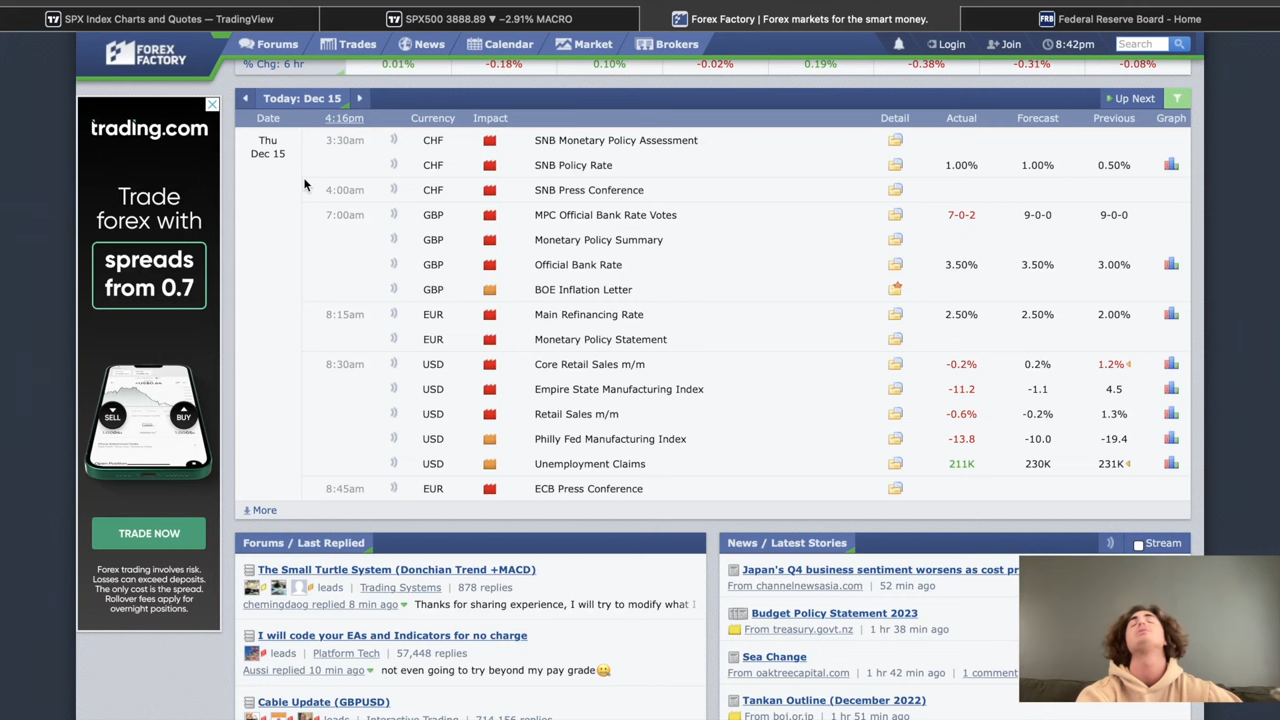 SPX Index Charts and Quotes — TradingView
SPX500 3888.89 ▼ −2.91% MACRO
Forex Factory | Forex markets for the smart money.
FRB Federal Reserve Board - Home
FOREX FACTORY
Forums Trades News Calendar Market Brokers
Login Join 8:42pm Search
% Chg: 6 hr 0.01% -0.18% 0.10% -0.02% 0.19% -0.38% -0.31% -0.08%
Today: Dec 15 Up Next
Date 4:16pm Currency Impact Detail Actual Forecast Previous Graph
Thu Dec 15 3:30am CHF SNB Monetary Policy Assessment
CHF SNB Policy Rate 1.00% 1.00% 0.50%
4:00am CHF SNB Press Conference
7:00am GBP MPC Official Bank Rate Votes 7-0-2 9-0-0 9-0-0
GBP Monetary Policy Summary
GBP Official Bank Rate 3.50% 3.50% 3.00%
GBP BOE Inflation Letter
8:15am EUR Main Refinancing Rate 2.50% 2.50% 2.00%
EUR Monetary Policy Statement
8:30am USD Core Retail Sales m/m -0.2% 0.2% 1.2%
USD Empire State Manufacturing Index -11.2 -1.1 4.5
USD Retail Sales m/m -0.6% -0.2% 1.3%
USD Philly Fed Manufacturing Index -13.8 -10.0 -19.4
USD Unemployment Claims 211K 230K 231K
8:45am EUR ECB Press Conference
More
trading.com
Trade
forex with
spreads
from 0.7
SELL BUY
TRADE NOW
Forex trading involves risk.
Losses can exceed deposits.
The only cost is the spread.
Rollover fees apply for
overnight positions.
Forums / Last Replied
The Small Turtle System (Donchian Trend +MACD)
leads | Trading Systems | 878 replies
chemingdaog replied 8 min ago Thanks for sharing experience, I will try to modify what I
I will code your EAs and Indicators for no charge
leads | Platform Tech | 57,448 replies
Aussi replied 10 min ago not even going to try beyond my pay grade
Cable Update (GBPUSD)
leads | Interactive Trading | 714,156 replies
News / Latest Stories Stream
Japan's Q4 business sentiment worsens as cost pr
From channelnewsasia.com | 52 min ago
Budget Policy Statement 2023
From treasury.govt.nz | 1 hr 38 min ago
Sea Change
From oaktreecapital.com | 1 hr 42 min ago | 1 comment
Tankan Outline (December 2022)
From boj.or.jp | 1 hr 51 min ago